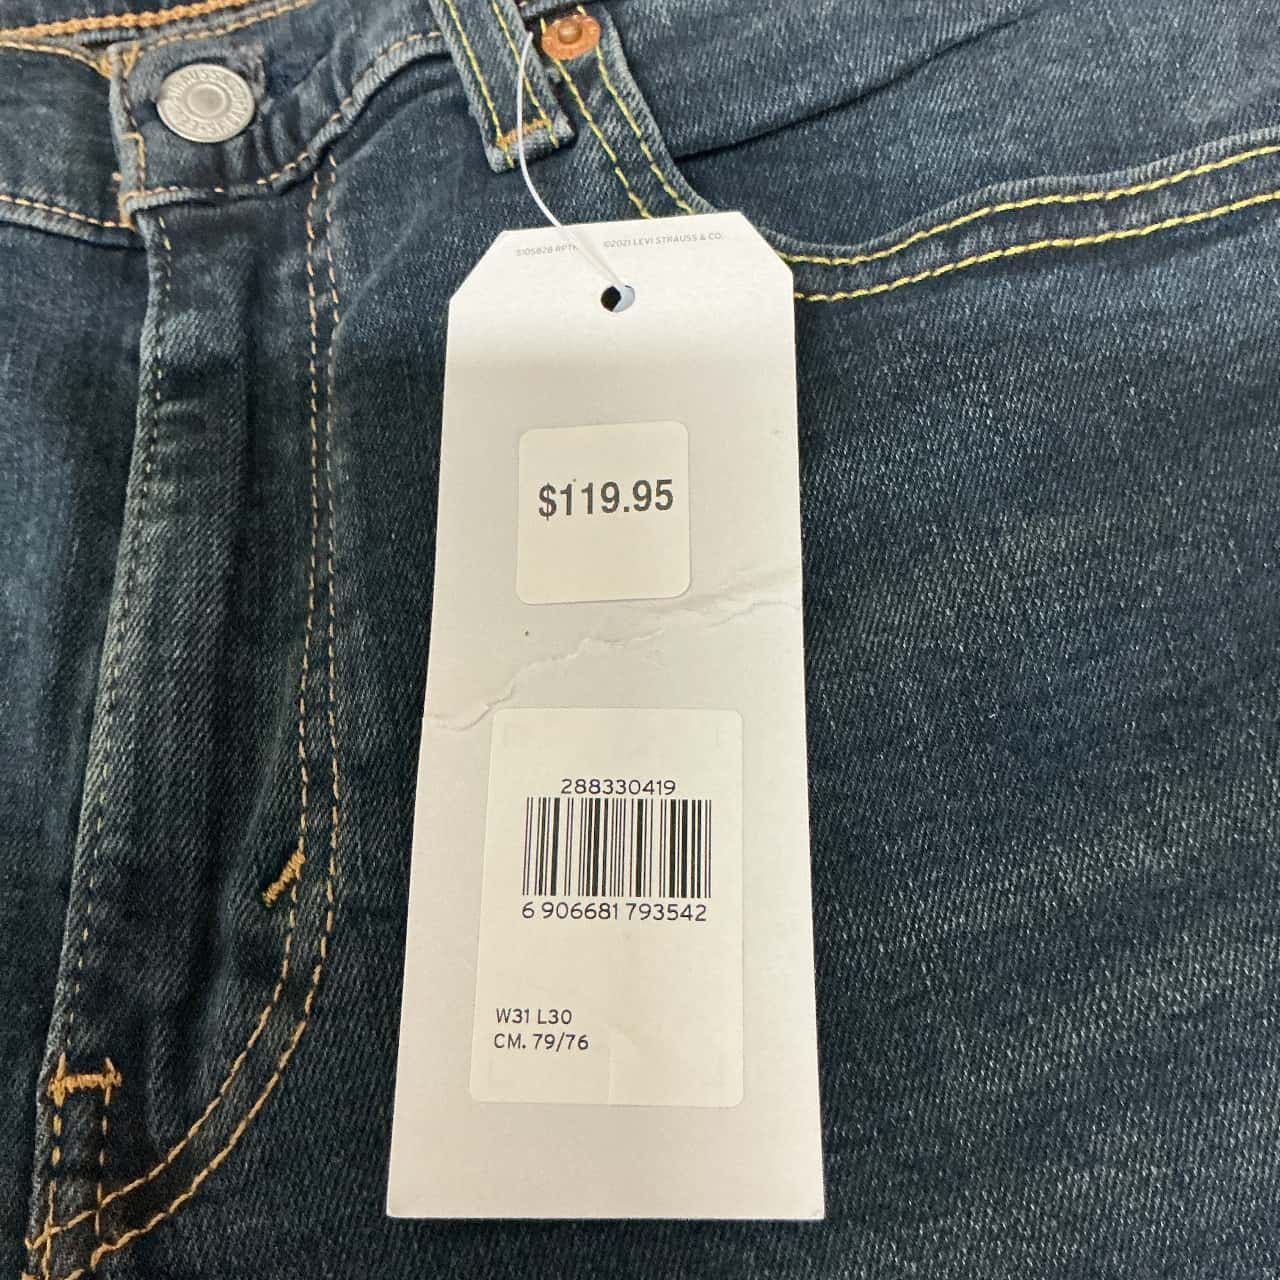 ©2021 LEVI STRAUSS & CO.
$119.95
288330419
6 906681 793542
W31 L30
CM. 79/76